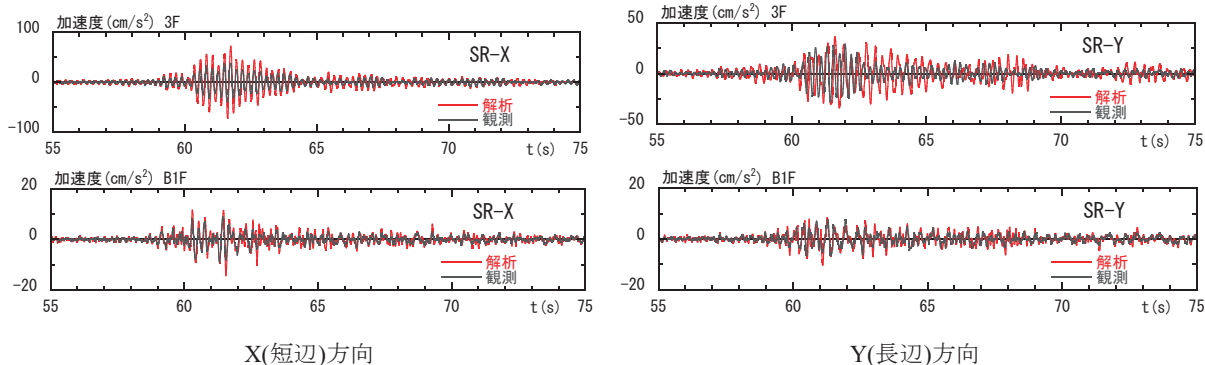 加速度(cm/s²) 3F
100
0
-100
SR-X
解析
観測
55 60 65 70 75
t(s)
加速度(cm/s²) B1F
20
0
-20
SR-X
解析
観測
55 60 65 70 75
t(s)
X(短辺)方向
加速度(cm/s²) 3F
50
0
-50
SR-Y
解析
観測
55 60 65 70 75
t(s)
加速度(cm/s²) B1F
20
0
-20
SR-Y
解析
観測
55 60 65 70 75
t(s)
Y(長辺)方向